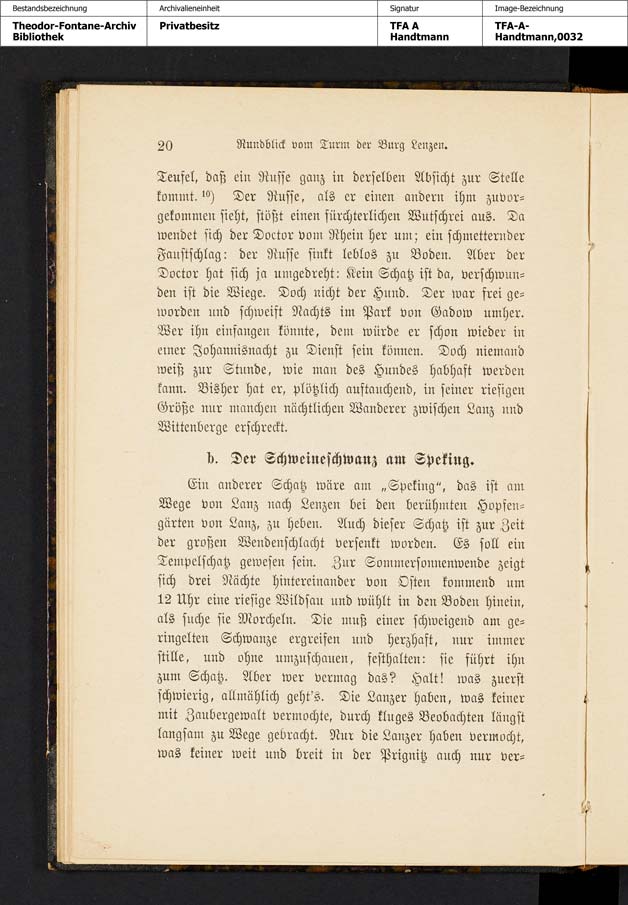 Bestandsbezeichnung Archivalieneinheit Signatur Image-Bezeichnung
Theodor-Fontane-Archiv Privatbesitz TFA A TFA-A-
Bibliothek Handtmann Handtmann,0032
20 Rundblick vom Turm der Burg Lenzen.
Teufel, daß ein Russe ganz in derselben Absicht zur Stelle
kommt. 10) Der Russe, als er einen andern ihm zuvor-
gekommen sieht, stößt einen fürchterlichen Wutschrei aus. Da
wendet sich der Doctor vom Rhein her um; ein schmetternder
Faustschlag: der Russe sinkt leblos zu Boden. Aber der
Doctor hat sich ja umgedreht: Kein Schatz ist da, verschwun-
den ist die Wiege. Doch nicht der Hund. Der war frei ge-
worden und schweift Nachts im Park von Gadow umher.
Wer ihn einfangen könnte, dem würde er schon wieder in
einer Johannisnacht zu Dienst sein können. Doch niemand
weiß zur Stunde, wie man des Hundes habhaft werden
kann. Bisher hat er, plötzlich auftauchend, in seiner riesigen
Größe nur manchen nächtlichen Wanderer zwischen Lanz und
Wittenberge erschreckt.
b. Der Schweineschwanz am Speking.
Ein anderer Schatz wäre am „Speking“, das ist am
Wege von Lanz nach Lenzen bei den berühmten Hopfen-
gärten von Lanz, zu heben. Auch dieser Schatz ist zur Zeit
der großen Wendenschlacht versenkt worden. Es soll ein
Tempelschatz gewesen sein. Zur Sommersonnenwende zeigt
sich drei Nächte hintereinander von Osten kommend um
12 Uhr eine riesige Wildsau und wühlt in den Boden hinein,
als suche sie Morcheln. Die muß einer schweigend am ge-
ringelten Schwanze ergreifen und herzhaft, nur immer
stille, und ohne umzuschauen, festhalten: sie führt ihn
zum Schatz. Aber wer vermag das? Halt! was zuerst
schwierig, allmählich geht's. Die Lanzer haben, was keiner
mit Zaubergewalt vermochte, durch kluges Beobachten längst
langsam zu Wege gebracht. Nur die Lanzer haben vermocht,
was keiner weit und breit in der Prignitz auch nur ver-